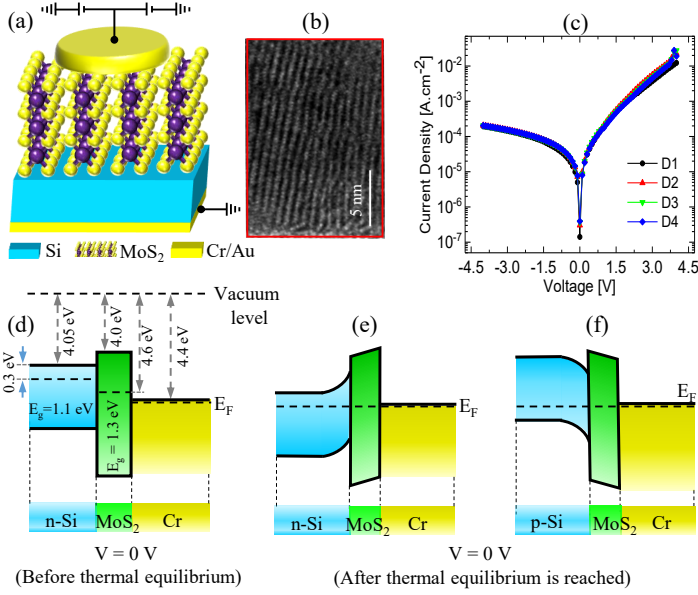 (a)
(b)
(c)
5 nm
Si
MoS2
Cr/Au
Current Density [A.cm-2]
10-2
10-3
10-4
10-5
10-6
10-7
D1
D2
D3
D4
-4.5 -3.0 -1.5 0.0 1.5 3.0 4.5
Voltage [V]
(d)
Vacuum
level
(e)
(f)
0.3 eV
4.05 eV
4.0 eV
4.6 eV
4.4 eV
Eg=1.1 eV
Eg = 1.3 eV
EF
EF
EF
n-Si MoS2 Cr
n-Si MoS2 Cr
p-Si MoS2 Cr
V = 0 V
(Before thermal equilibrium)
V = 0 V
(After thermal equilibrium is reached)